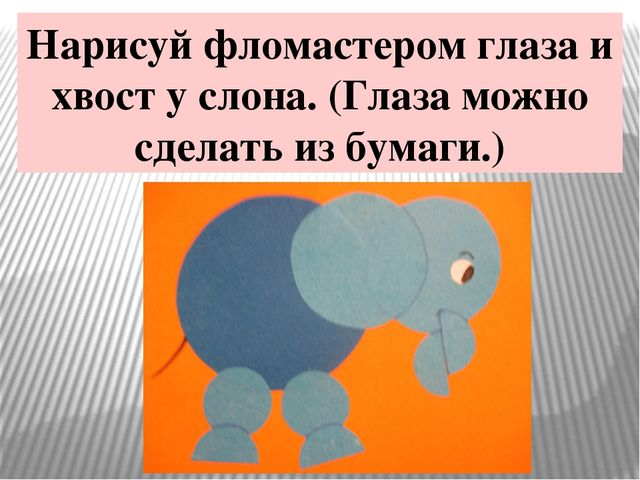 Нарисуй фломастером глаза и
хвост у слона. (Глаза можно
сделать из бумаги.)